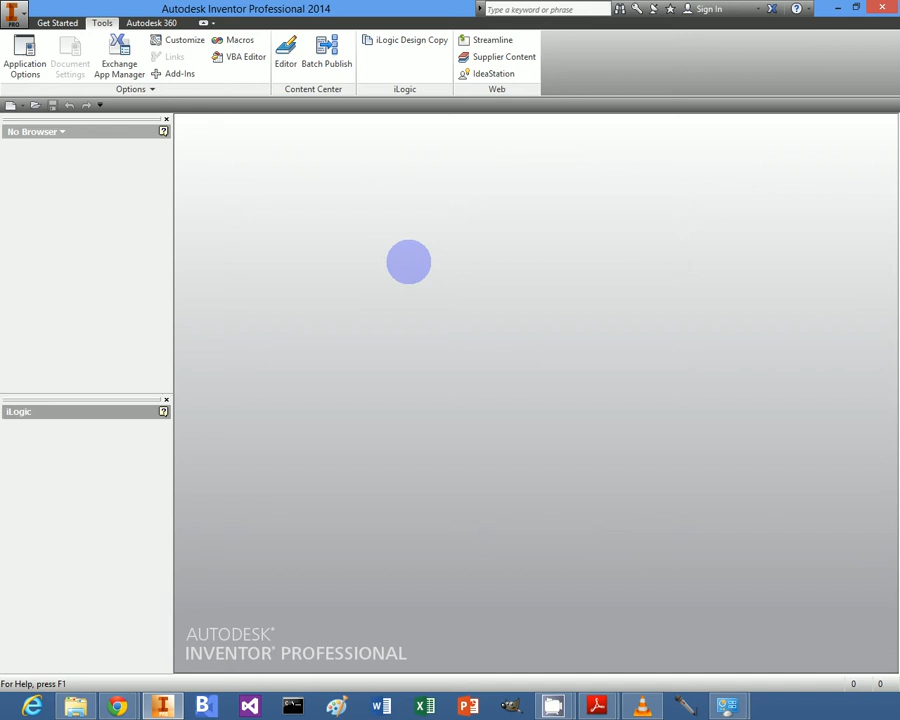 Autodesk Inventor Professional 2014
Type a keyword or phrase
Sign In
PRO
Get Started
Tools
Autodesk 360
Application Options
Document Settings
Exchange App Manager
Customize
Links
Add-Ins
Macros
VBA Editor
Editor
Batch Publish
iLogic Design Copy
Streamline
Supplier Content
IdeaStation
Options
Content Center
iLogic
Web
No Browser
iLogic
AUTODESK®
INVENTOR® PROFESSIONAL
For Help, press F1
0
0